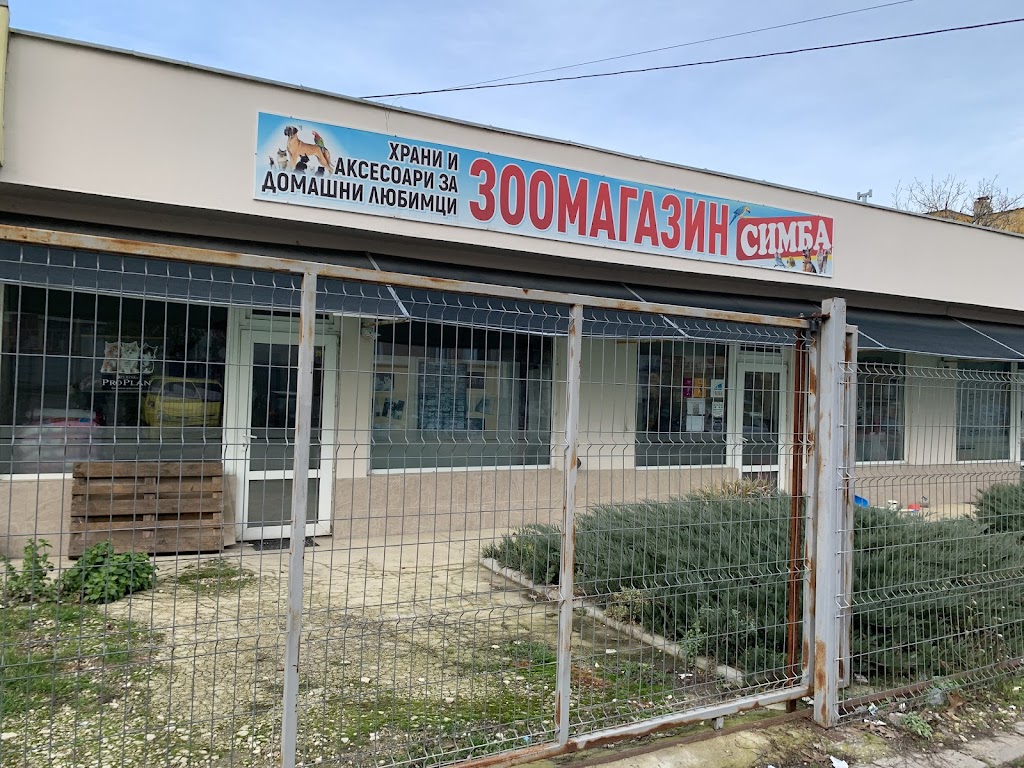 ХРАНИ И
АКСЕСОАРИ ЗА
ДОМАШНИ ЛЮБИМЦИ
ЗООМАГАЗИН
СИМБА
PROPLAN